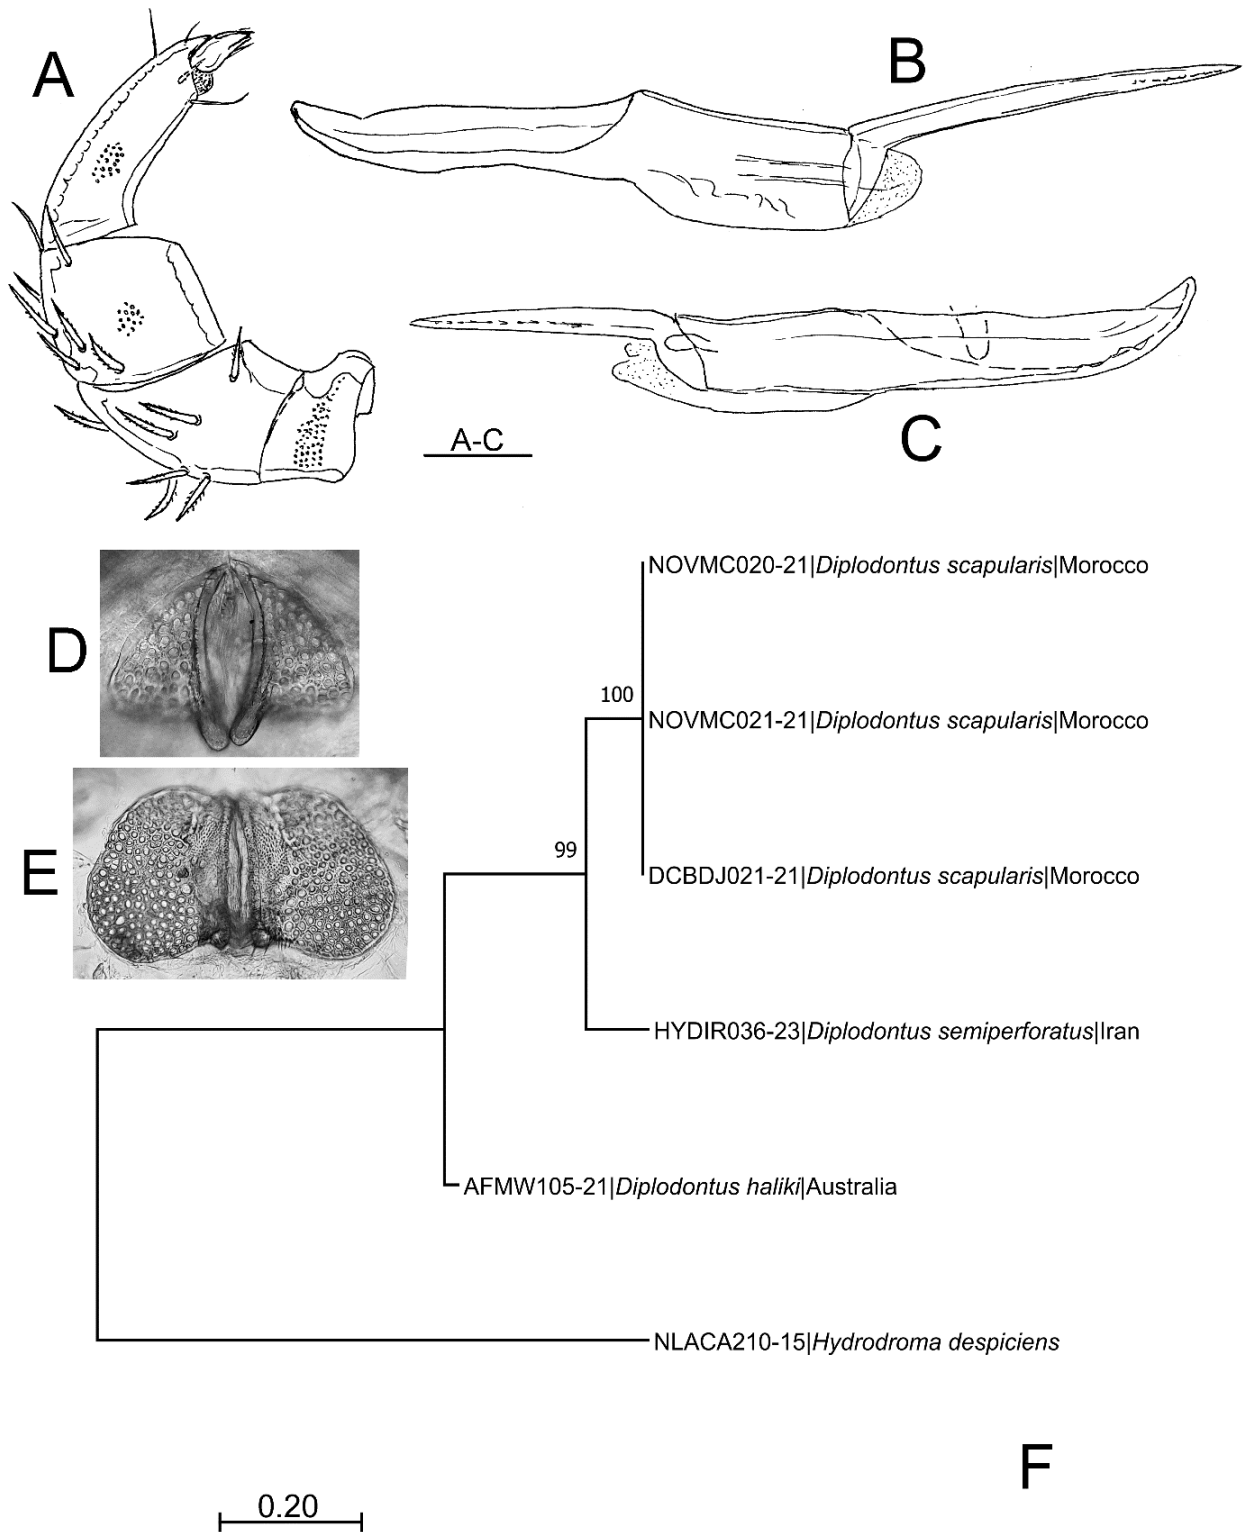 A
B
A-C
C
D
E
NOVMC020-21|Diplodontus scapularis|Morocco
100
NOVMC021-21|Diplodontus scapularis|Morocco
99
DCBDJ021-21|Diplodontus scapularis|Morocco
HYDIR036-23|Diplodontus semiperforatus|Iran
AFMW105-21|Diplodontus haliki|Australia
NLACA210-15|Hydrodroma despiciens
F
0.20